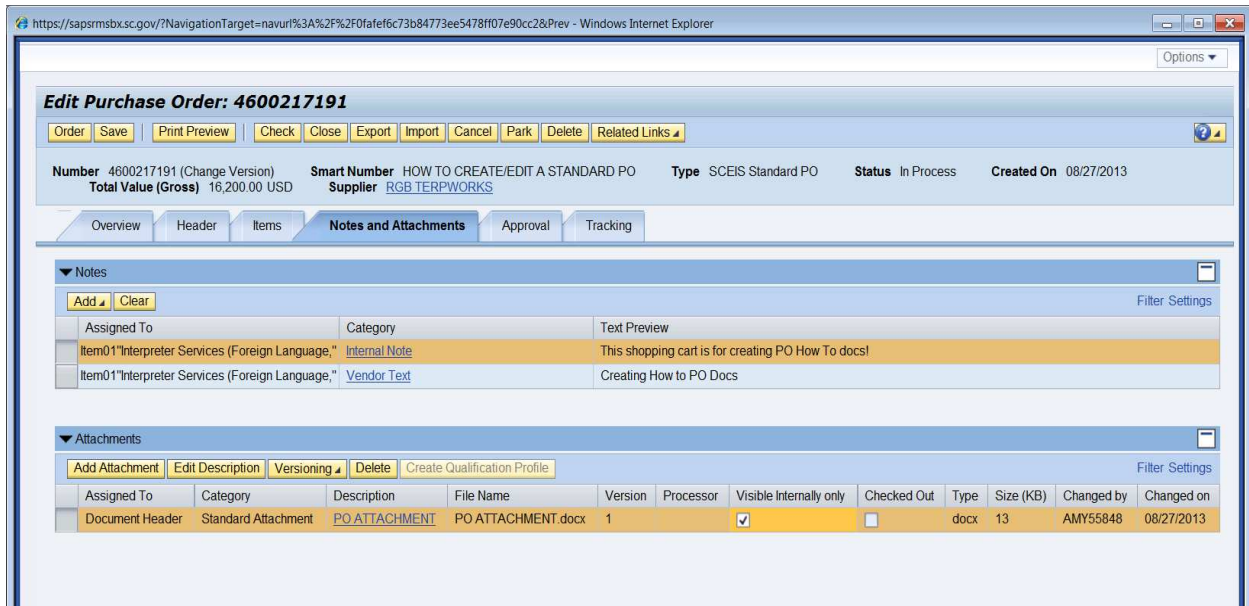 https://sapsrmsbx.sc.gov/?NavigationTarget=navurl%3A%2F%2F0fafef6c73b84773ee5478ff07e90cc2&Prev - Windows Internet Explorer
Options
Edit Purchase Order: 4600217191
Order Save Print Preview Check Close Export Import Cancel Park Delete Related Links ?
Number 4600217191 (Change Version) Smart Number HOW TO CREATE/EDIT A STANDARD PO Type SCEIS Standard PO Status In Process Created On 08/27/2013
Total Value (Gross) 16,200.00 USD Supplier RGB TERPWORKS
Overview Header Items Notes and Attachments Approval Tracking
Notes
Add Clear Filter Settings
Assigned To Category Text Preview
Item01"Interpreter Services (Foreign Language," Internal Note This shopping cart is for creating PO How To docs!
Item01"Interpreter Services (Foreign Language," Vendor Text Creating How to PO Docs
Attachments
Add Attachment Edit Description Versioning Delete Create Qualification Profile Filter Settings
Assigned To Category Description File Name Version Processor Visible Internally only Checked Out Type Size (KB) Changed by Changed on
Document Header Standard Attachment PO ATTACHMENT PO ATTACHMENT.docx 1 docx 13 AMY55848 08/27/2013